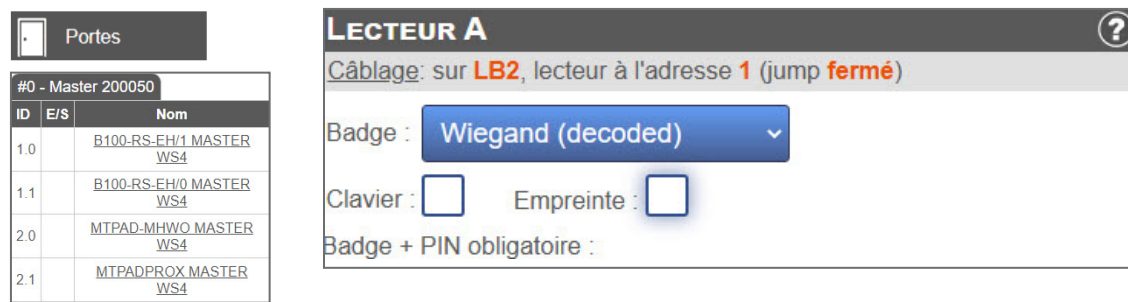 Portes
#0 - Master 200050
ID E/S Nom
1.0 B100-RS-EH/1 MASTER
WS4
1.1 B100-RS-EH/0 MASTER
WS4
2.0 MTPAD-MHWO MASTER
WS4
2.1 MTPADPROX MASTER
WS4
LECTEUR A ?
Câblage: sur LB2, lecteur à l'adresse 1 (jump fermé)
Badge : Wiegand (decoded)
Clavier : Empreinte :
Badge + PIN obligatoire :